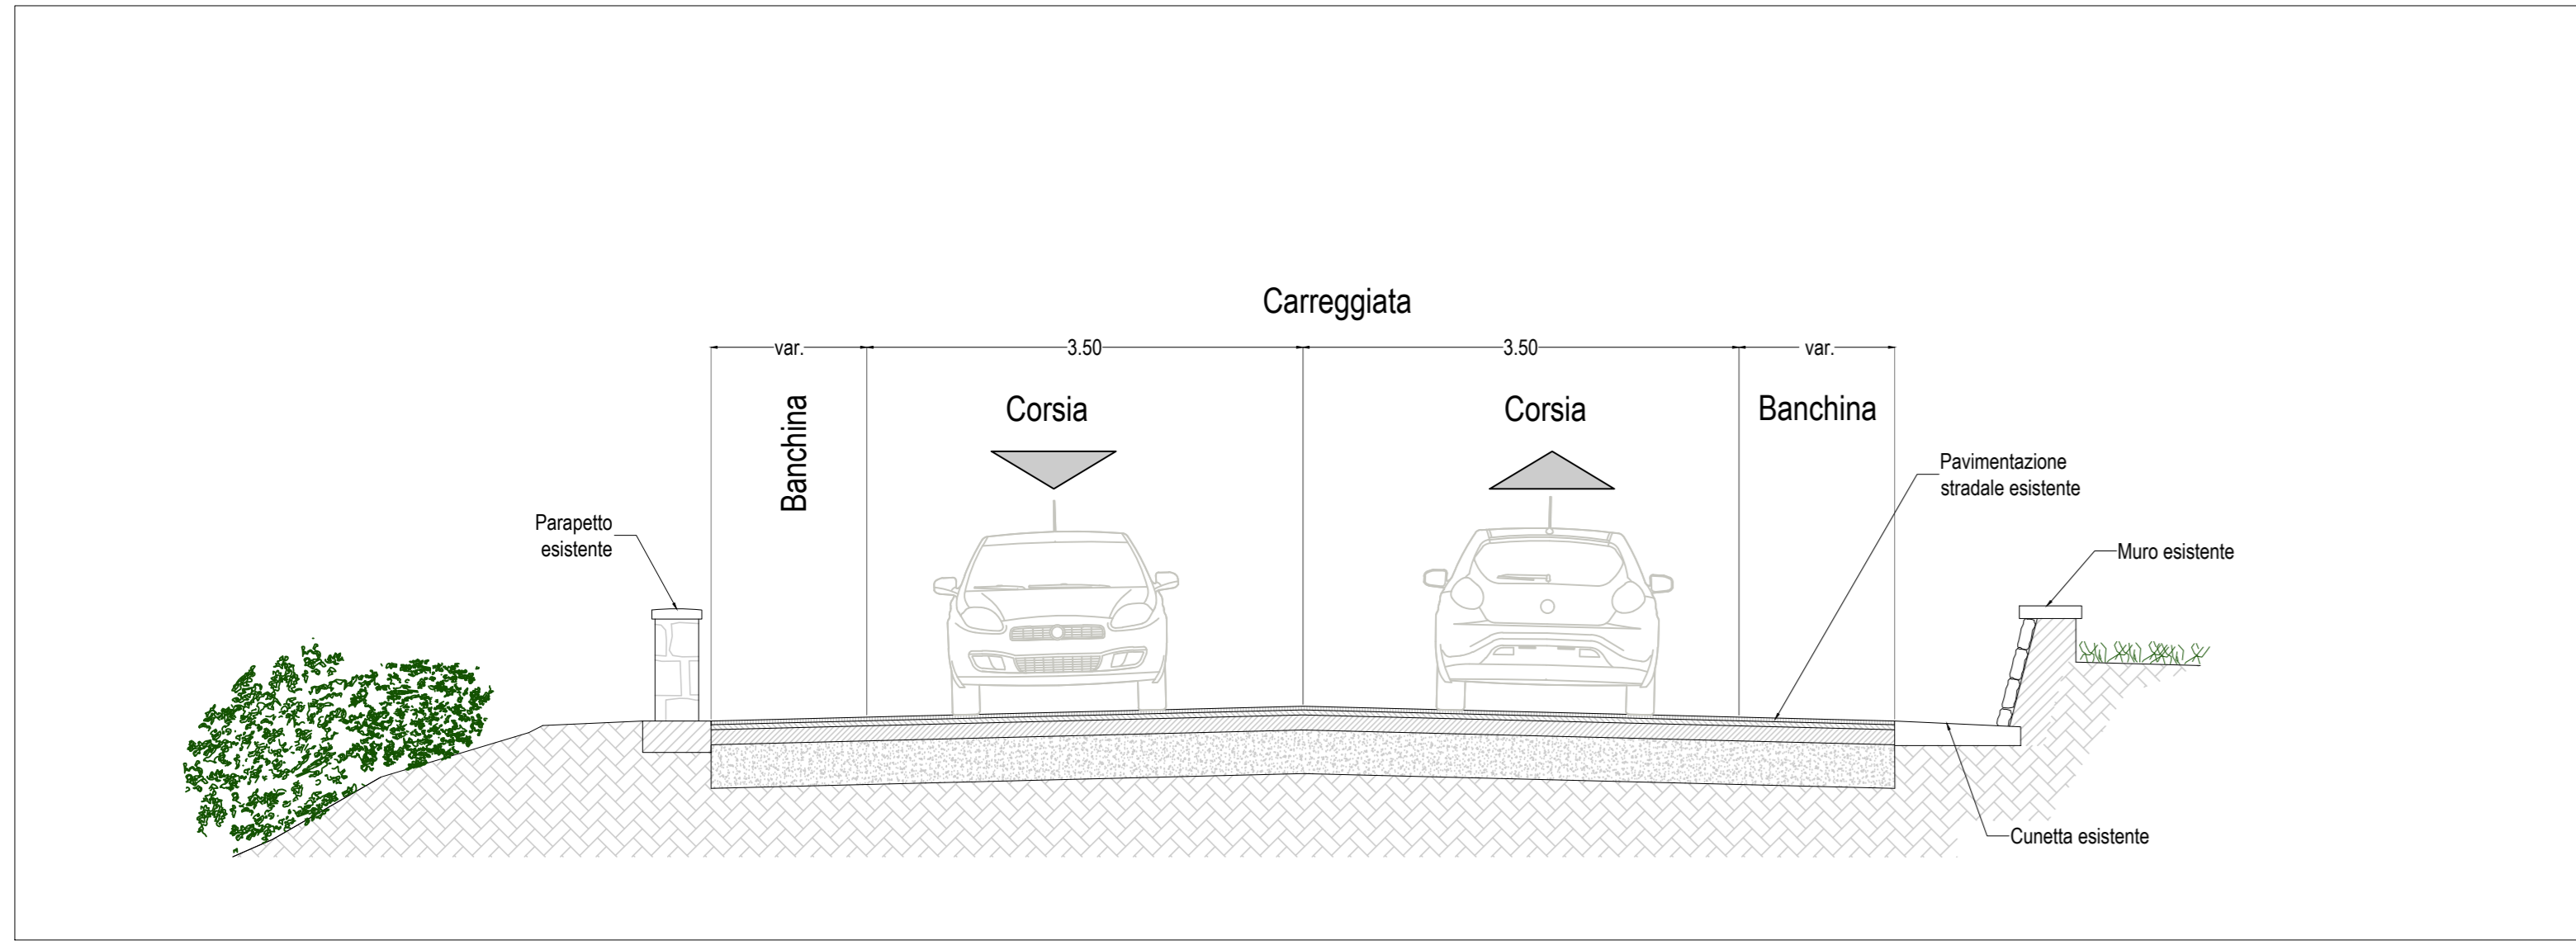 Carreggiata
var.
3.50
3.50
var.
Banchina
Corsia
Corsia
Banchina
Pavimentazione
stradale esistente
Parapetto
esistente
Muro esistente
Cunetta esistente